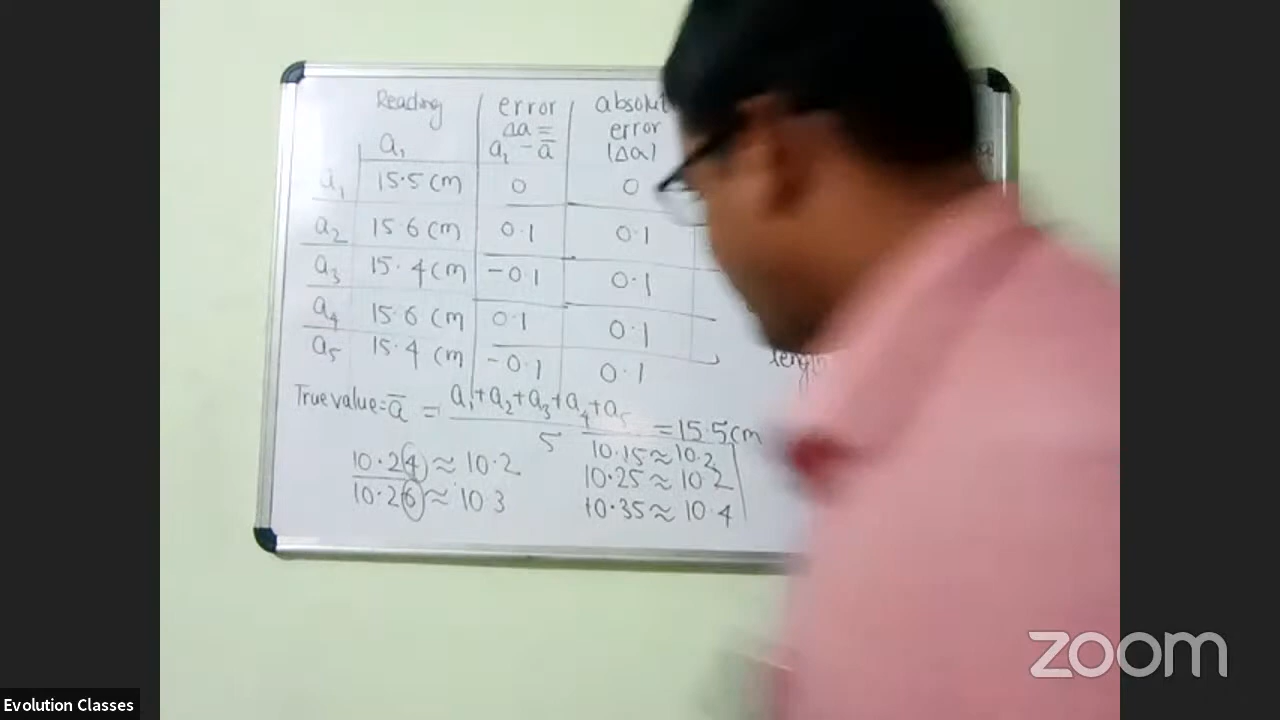 Reading error absolut
Δa = error
a₁ a₂ - a̅ |Δa|
a₁ 15.5 cm 0 0
a₂ 15.6 cm 0.1 0.1
a₃ 15.4 cm -0.1 0.1
a₄ 15.6 cm 0.1 0.1
a₅ 15.4 cm -0.1 0.1
True value = a̅ = a₁+a₂+a₃+a₄+a₅ / 5 = 15.5 cm
10.24 ≈ 10.2
10.26 ≈ 10.3
10.15 ≈ 10.2
10.25 ≈ 10.2
10.35 ≈ 10.4
zoom
Evolution Classes